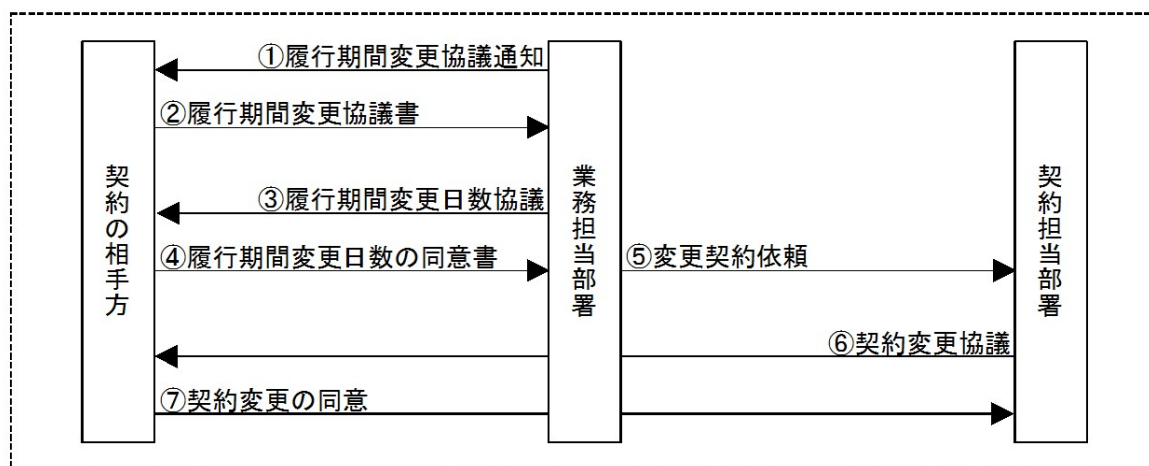 ①履行期間変更協議通知
②履行期間変更協議書
③履行期間変更日数協議
④履行期間変更日数の同意書
⑤変更契約依頼
⑥契約変更協議
⑦契約変更の同意
契約の相手方
業務担当部署
契約担当部署